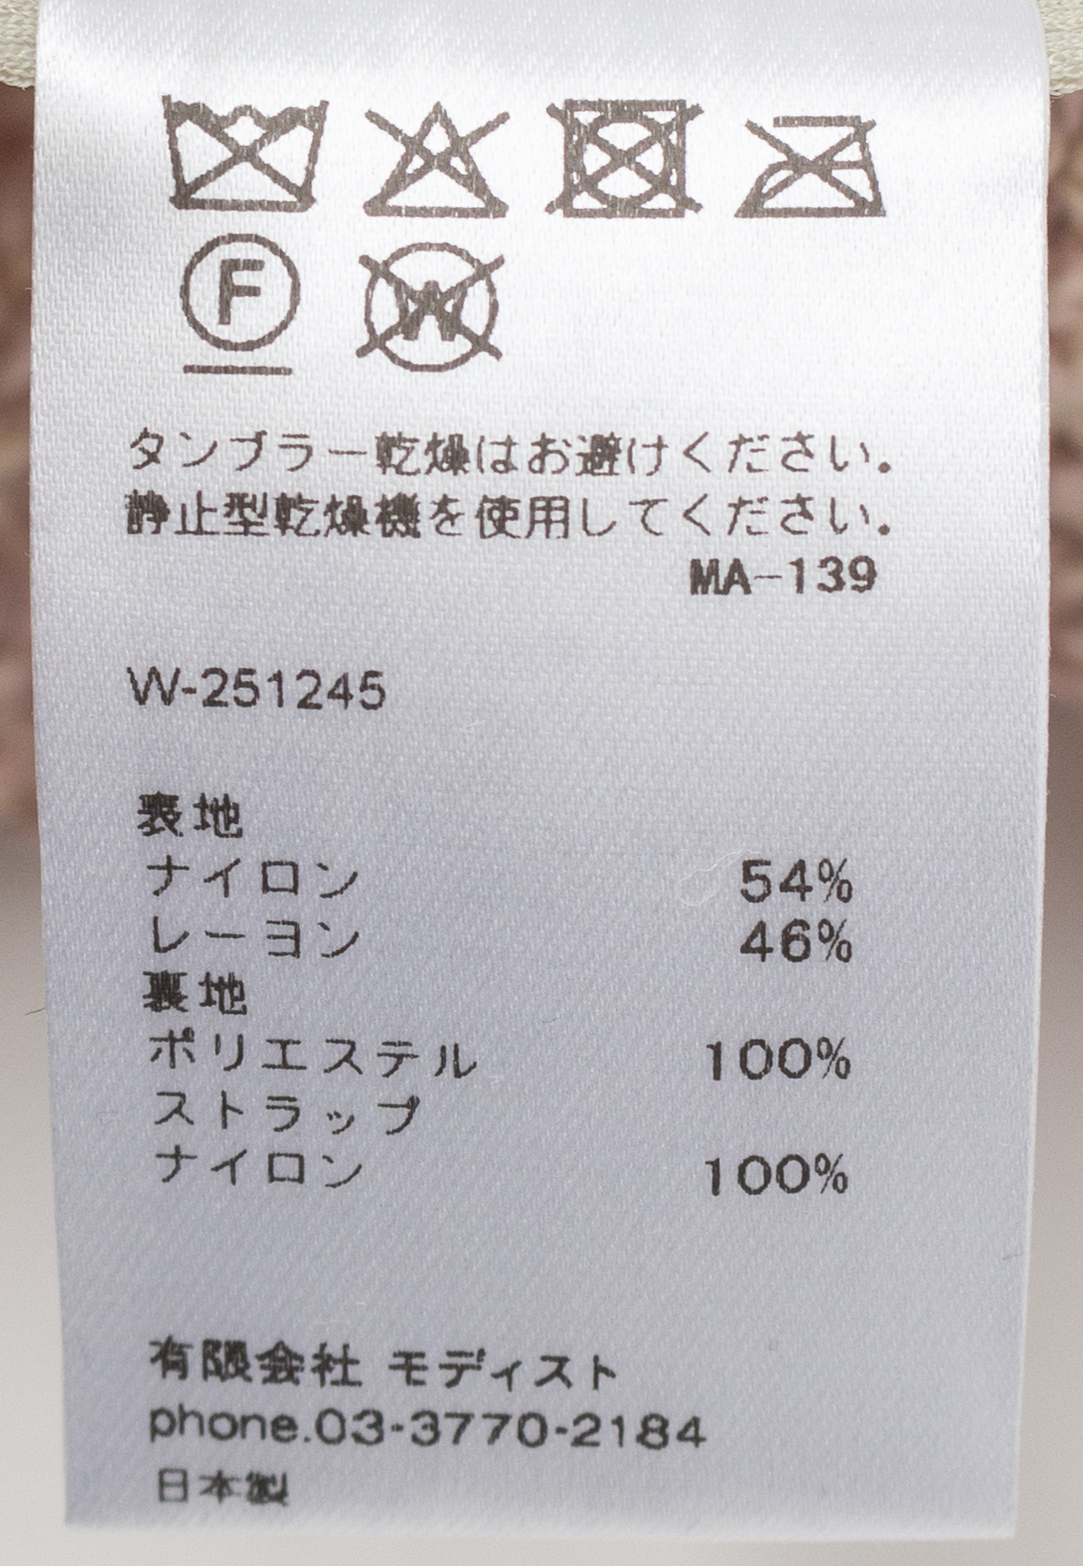 F W
タンブラー乾燥はお避けください。
静止型乾燥機を使用してください。
MA-139
W-251245
表地
ナイロン 54%
レーヨン 46%
裏地
ポリエステル 100%
ストラップ
ナイロン 100%
有限会社 モディスト
phone.03-3770-2184
日本製